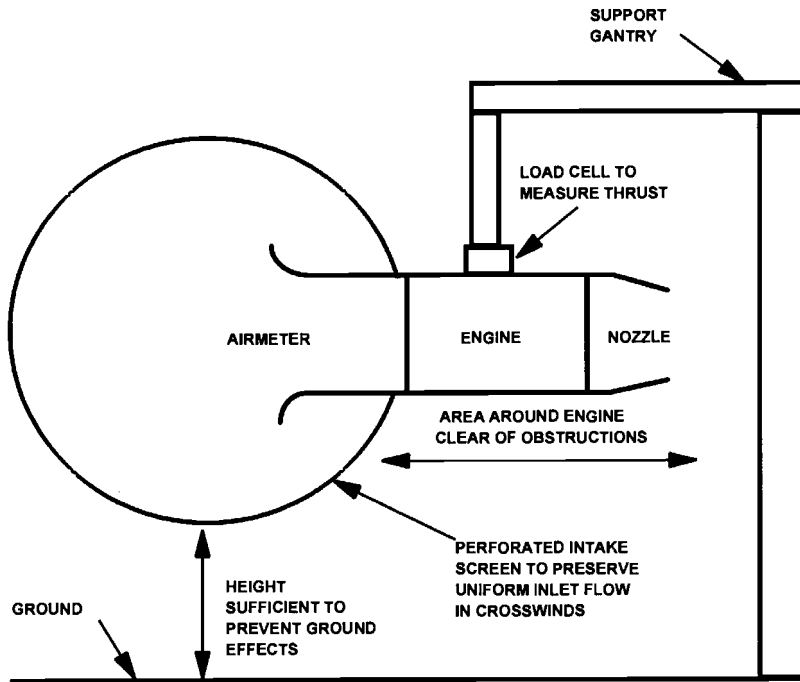 SUPPORT
GANTRY
LOAD CELL TO
MEASURE THRUST
AIRMETER
ENGINE
NOZZLE
AREA AROUND ENGINE
CLEAR OF OBSTRUCTIONS
PERFORATED INTAKE
SCREEN TO PRESERVE
UNIFORM INLET FLOW
IN CROSSWINDS
HEIGHT
SUFFICIENT TO
PREVENT GROUND
EFFECTS
GROUND